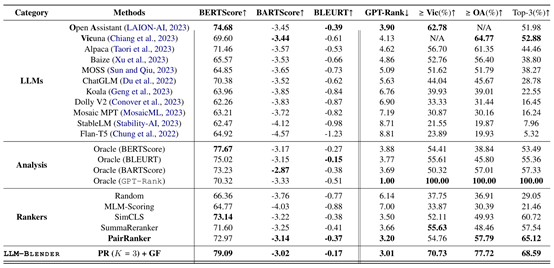 Category Methods BERTScore↑ BARTScore↑ BLEURT↑ GPT-Rank↓ ≥ Vic(%)↑ ≥ OA(%)↑ Top-3(%)↑
LLMs
Open Assistant (LAION-AI, 2023) 74.68 -3.45 -0.39 3.90 62.78 N/A 51.98
Vicuna (Chiang et al., 2023) 69.60 -3.44 -0.61 4.13 N/A 64.77 52.88
Alpaca (Taori et al., 2023) 71.46 -3.57 -0.53 4.62 56.70 61.35 44.46
Baize (Xu et al., 2023) 65.57 -3.53 -0.66 4.86 52.76 56.40 38.80
MOSS (Sun and Qiu, 2023) 64.85 -3.65 -0.73 5.09 51.62 51.79 38.27
ChatGLM (Du et al., 2022) 70.38 -3.52 -0.62 5.63 44.04 45.67 28.78
Koala (Geng et al., 2023) 63.96 -3.85 -0.84 6.76 39.93 39.01 22.55
Dolly V2 (Conover et al., 2023) 62.26 -3.83 -0.87 6.90 33.33 31.44 16.45
Mosaic MPT (MosaicML, 2023) 63.21 -3.72 -0.82 7.19 30.87 30.16 16.24
StableLM (Stability-AI, 2023) 62.47 -4.12 -0.98 8.71 21.55 19.87 7.96
Flan-T5 (Chung et al., 2022) 64.92 -4.57 -1.23 8.81 23.89 19.93 5.32
Analysis
Oracle (BERTScore) 77.67 -3.17 -0.27 3.88 54.41 38.84 53.49
Oracle (BLEURT) 75.02 -3.15 -0.15 3.77 55.61 45.80 55.36
Oracle (BARTScore) 73.23 -2.87 -0.38 3.69 50.32 57.01 57.33
Oracle (GPT-Rank) 70.32 -3.33 -0.51 1.00 100.00 100.00 100.00
Rankers
Random 66.36 -3.76 -0.77 6.14 37.75 36.91 29.05
MLM-Scoring 64.77 -4.03 -0.88 7.00 33.87 30.39 21.46
SimCLS 73.14 -3.22 -0.38 3.50 52.11 49.93 60.72
SummaReranker 71.60 -3.25 -0.41 3.66 55.63 48.46 57.54
PairRanker 72.97 -3.14 -0.37 3.20 54.76 57.79 65.12
LLM-BLENDER PR (K = 3) + GF 79.09 -3.02 -0.17 3.01 70.73 77.72 68.59